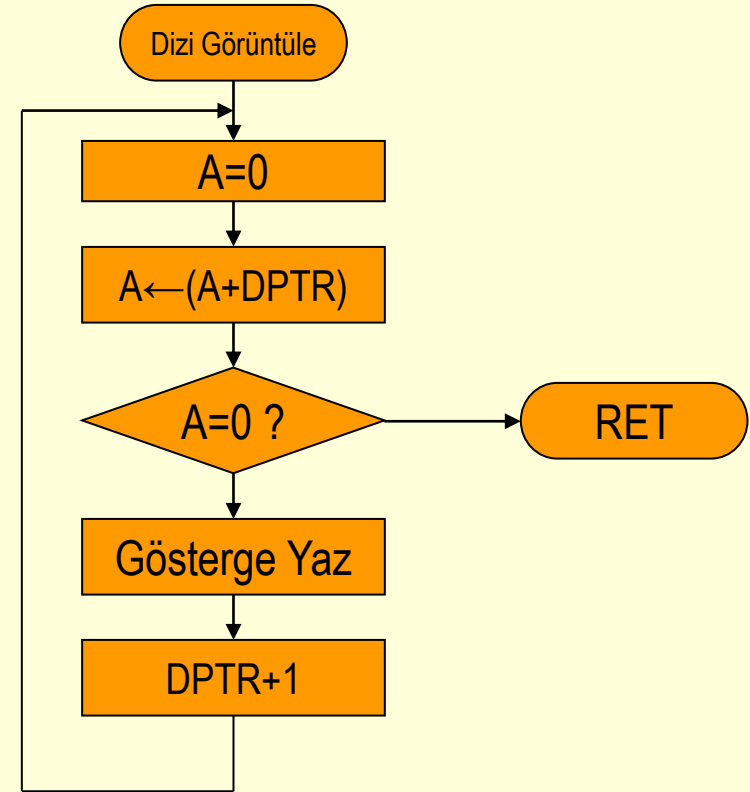 Dizi Görüntüle
A=0
A←(A+DPTR)
A=0 ?
RET
Gösterge Yaz
DPTR+1